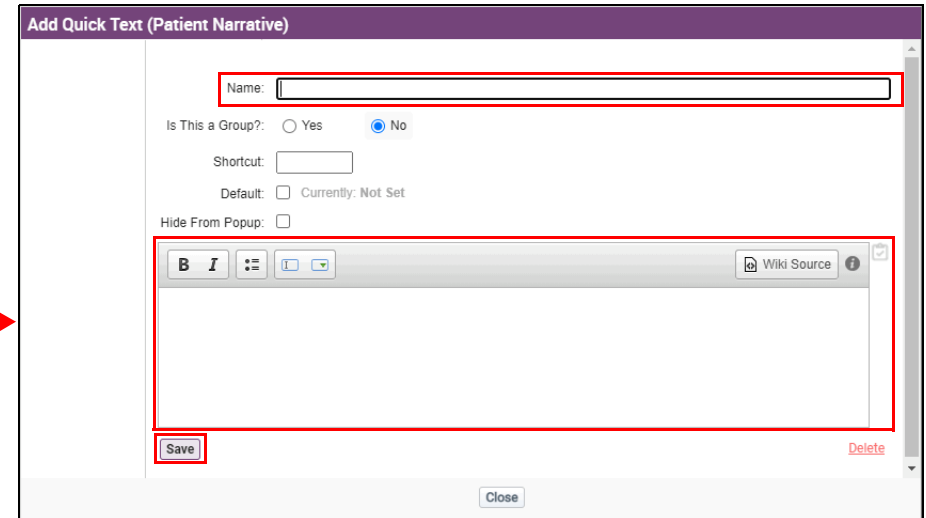 Add Quick Text (Patient Narrative)
Name:
Is This a Group?: Yes No
Shortcut:
Default: Currently: Not Set
Hide From Popup:
B I Wiki Source i
Save Delete
Close